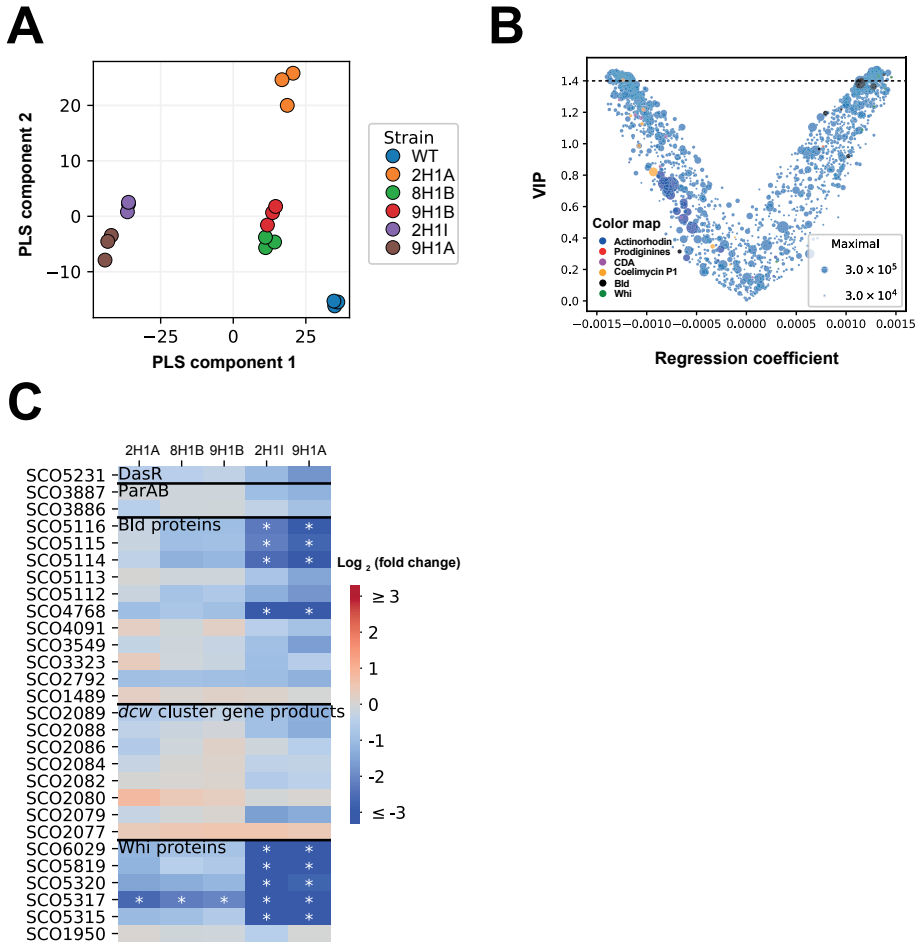 A
20
10
0
−10
−25
0
25
PLS component 2
PLS component 1
Strain
WT
2H1A
8H1B
9H1B
2H1I
9H1A
B
1.4
1.2
1.0
0.8
0.6
0.4
0.2
0.0
VIP
Color map
Actinorhodin
Prodiginines
CDA
Coelimycin P1
Bld
Whi
Maximal
3.0 × 10⁵
3.0 × 10⁴
−0.0015
−0.0010
−0.0005
0.0000
0.0005
0.0010
0.0015
Regression coefficient
C
2H1A 8H1B 9H1B 2H1I 9H1A
SCO5231 DasR
SCO3887 ParAB
SCO3886
SCO5116 Bld proteins * *
SCO5115 * *
SCO5114 * *
SCO5113
SCO5112
SCO4768 * *
SCO4091
SCO3549
SCO3323
SCO2792
SCO1489
SCO2089 dcw cluster gene products
SCO2088
SCO2086
SCO2084
SCO2082
SCO2080
SCO2079
SCO2077
SCO6029 Whi proteins * *
SCO5819 * *
SCO5320 * *
SCO5317 * * * * *
SCO5315 * *
SCO1950
Log ₂ (fold change)
≥ 3
2
1
0
-1
-2
≤ -3